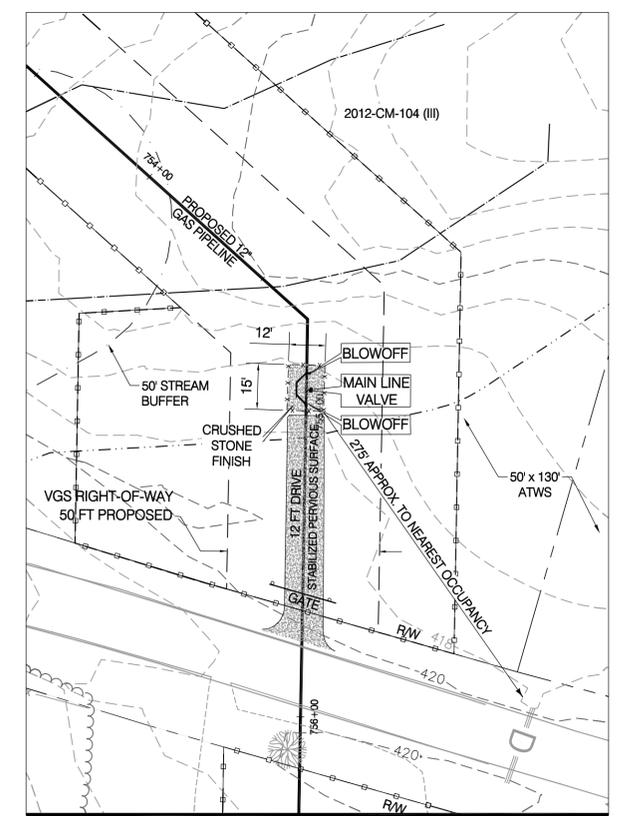 2012-CM-104 (III)
754+00
PROPOSED 12"
GAS PIPELINE
12'
15'
BLOWOFF
MAIN LINE
VALVE
BLOWOFF
50' STREAM
BUFFER
CRUSHED
STONE
FINISH
50' x 130'
ATWS
VGS RIGHT-OF-WAY
50 FT PROPOSED
12 FT DRIVE
STABILIZED PERVIOUS SURFACE
275' APPROX. TO NEAREST OCCUPANCY
GATE
R/W
418
420
D
756+00
420
R/W